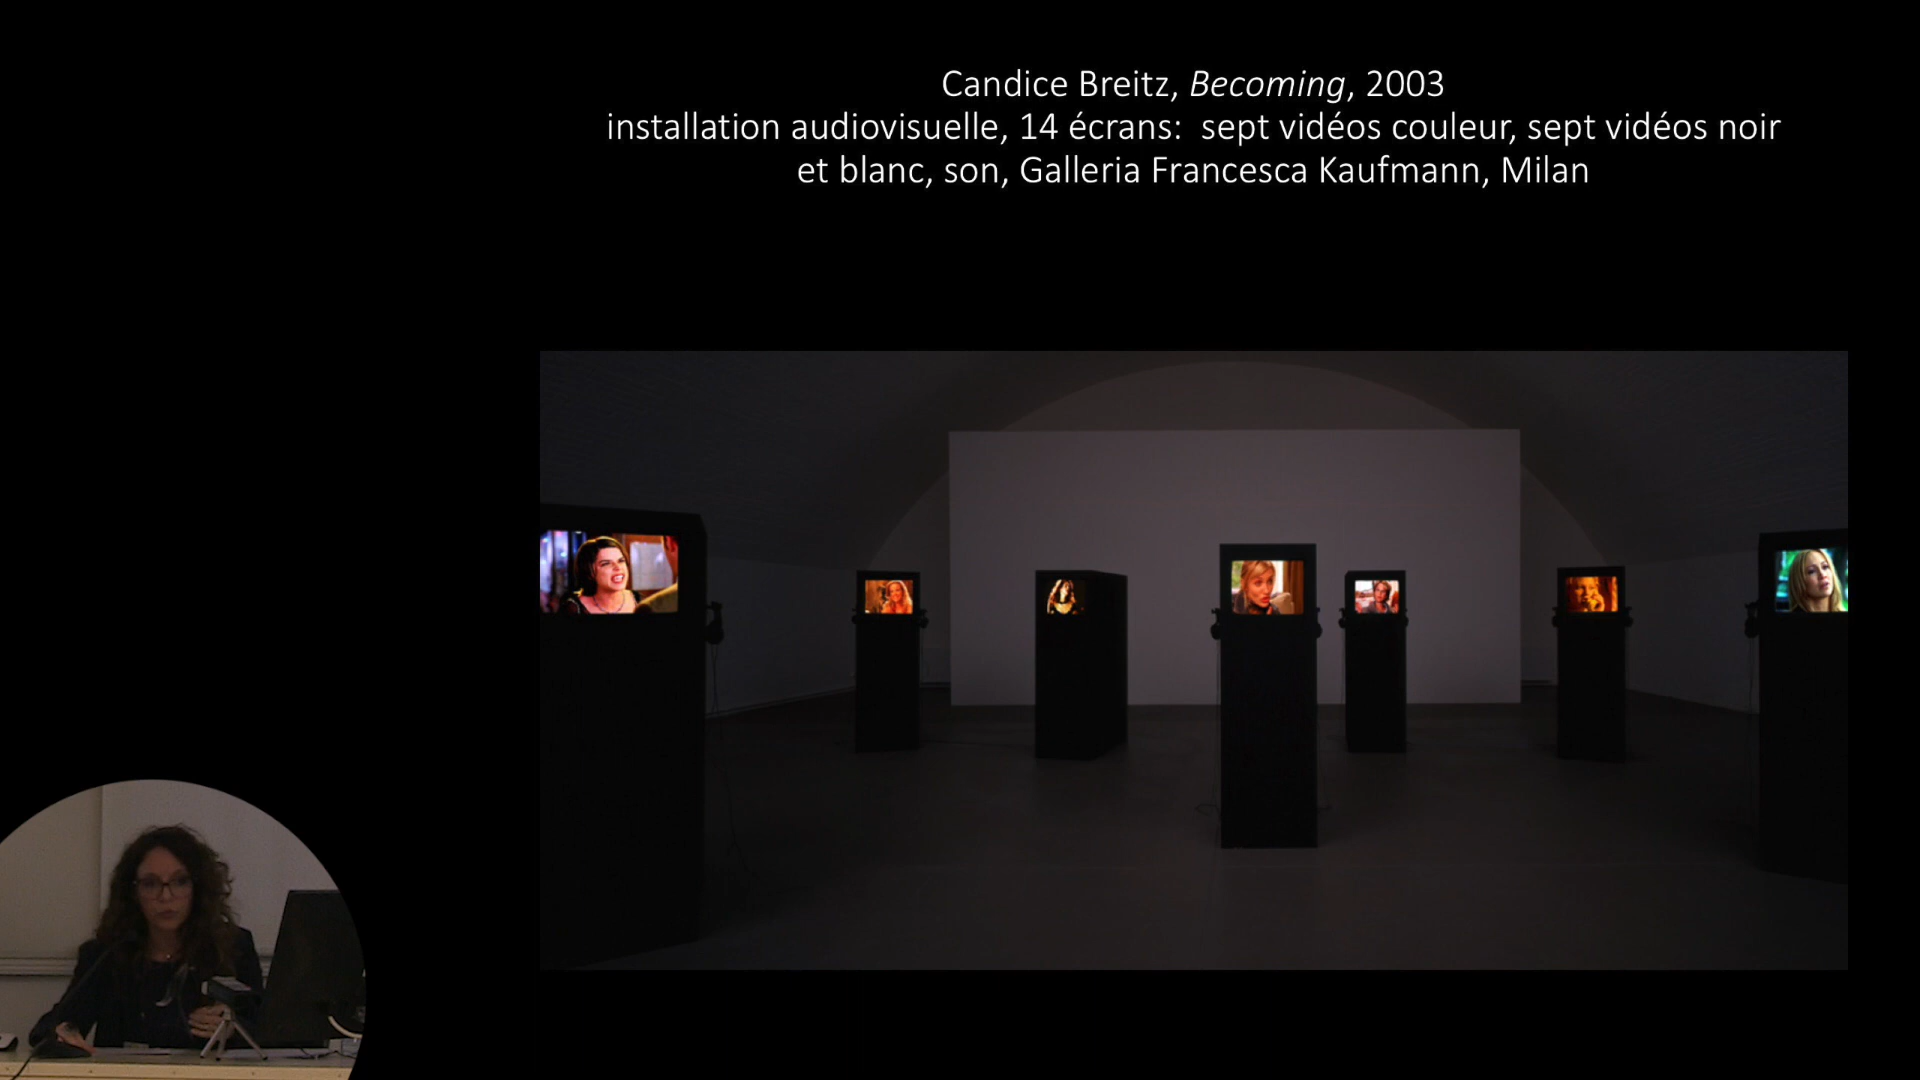 Candice Breitz, Becoming, 2003
installation audiovisuelle, 14 écrans:  sept vidéos couleur, sept vidéos noir
et blanc, son, Galleria Francesca Kaufmann, Milan